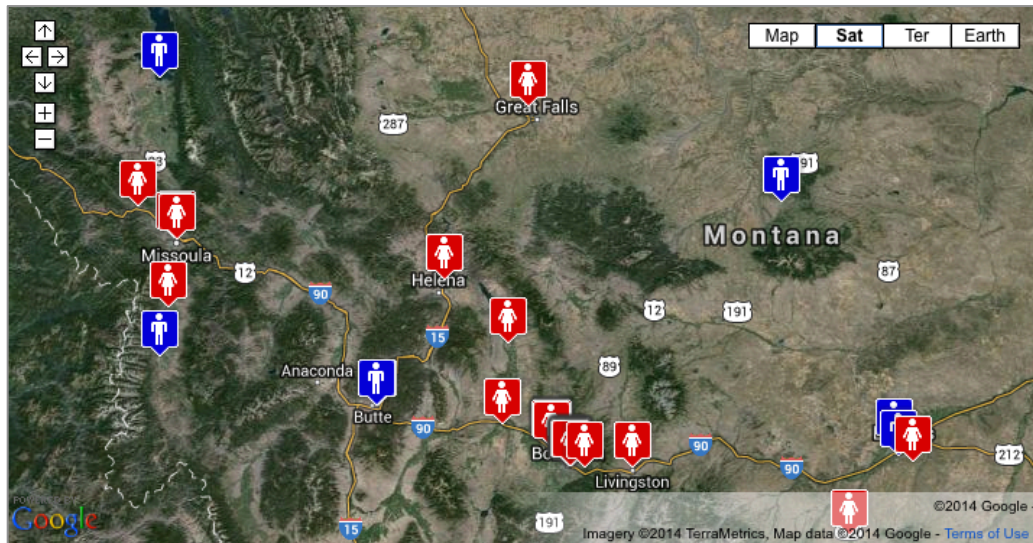 Map
Sat
Ter
Earth
Great Falls
287
Montana
Missoula
12
90
Helena
87
12
191
15
Anaconda
89
Butte
90
90
90
212
Livingston
15
191
POWERED BY
Google
©2014 Google -
Imagery ©2014 TerraMetrics, Map data ©2014 Google - Terms of Use